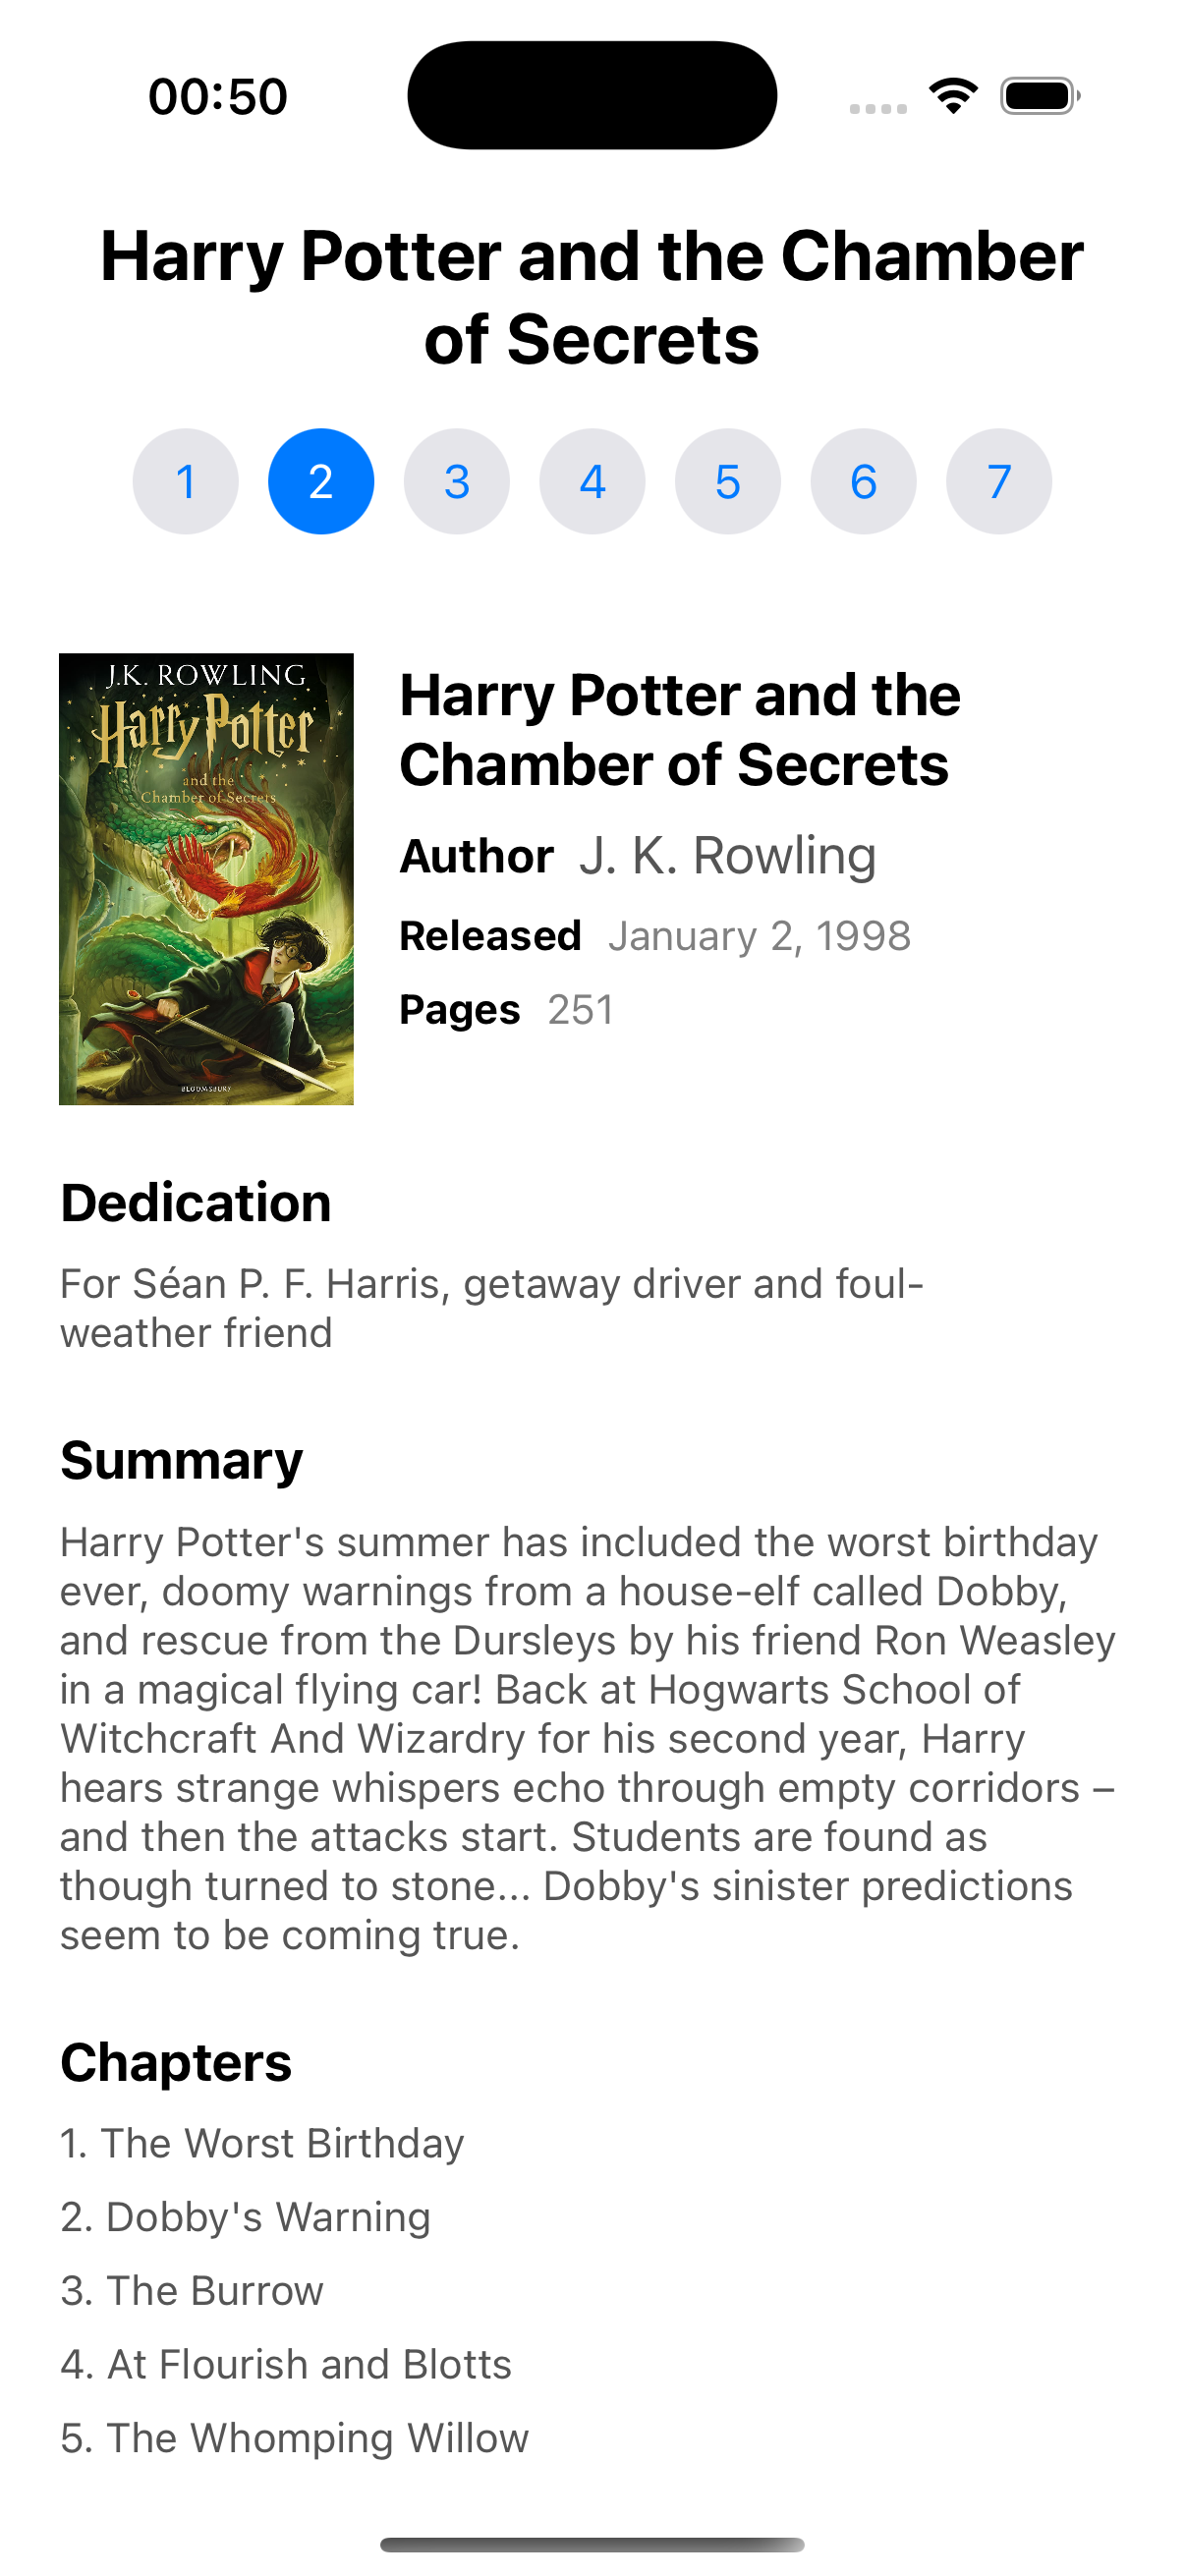 00:50
Harry Potter and the Chamber
of Secrets
1 2 3 4 5 6 7
J.K. ROWLING
Harry Potter
and the
Chamber of Secrets
BLOOMSBURY
Harry Potter and the
Chamber of Secrets
Author J. K. Rowling
Released January 2, 1998
Pages 251
Dedication
For Séan P. F. Harris, getaway driver and foul-
weather friend
Summary
Harry Potter's summer has included the worst birthday
ever, doomy warnings from a house-elf called Dobby,
and rescue from the Dursleys by his friend Ron Weasley
in a magical flying car! Back at Hogwarts School of
Witchcraft And Wizardry for his second year, Harry
hears strange whispers echo through empty corridors –
and then the attacks start. Students are found as
though turned to stone... Dobby's sinister predictions
seem to be coming true.
Chapters
1. The Worst Birthday
2. Dobby's Warning
3. The Burrow
4. At Flourish and Blotts
5. The Whomping Willow